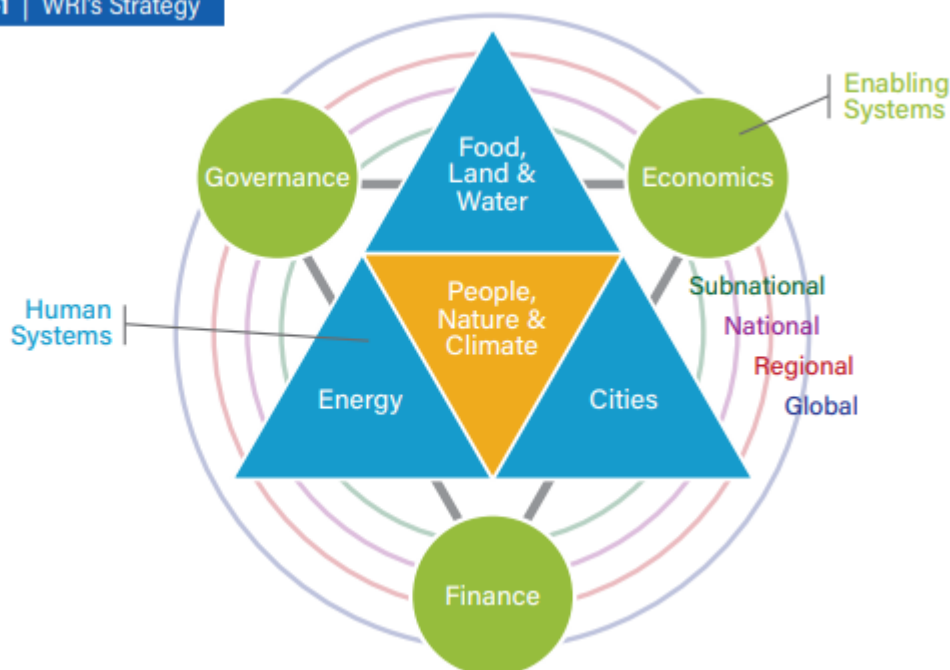 1 | WRI's Strategy
Enabling
Systems
Food,
Land &
Water
Governance
Economics
People,
Nature &
Climate
Subnational
National
Regional
Global
Human
Systems
Energy
Cities
Finance